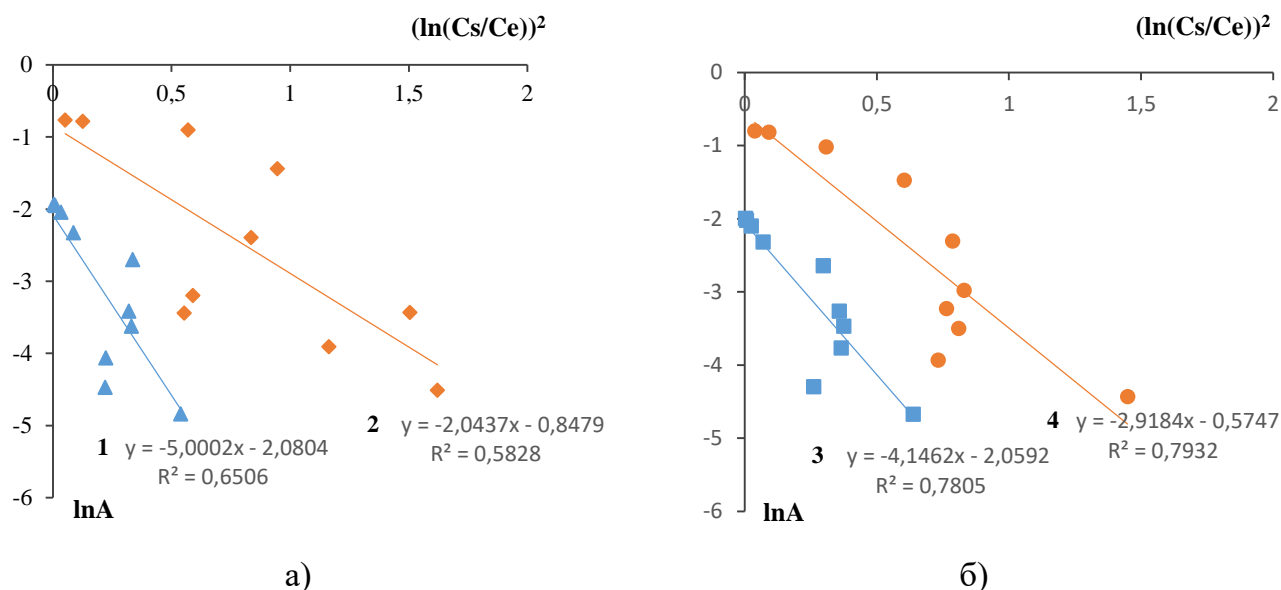 (ln(Cs/Ce))²
0
0 0,5 1 1,5 2
-1
-2
-3
-4
-5
-6
1 y = -5,0002x - 2,0804
R² = 0,6506
2 y = -2,0437x - 0,8479
R² = 0,5828
lnA
а)
(ln(Cs/Ce))²
0
0 0,5 1 1,5 2
-1
-2
-3
-4
-5
-6
3 y = -4,1462x - 2,0592
R² = 0,7805
4 y = -2,9184x - 0,5747
R² = 0,7932
lnA
б)